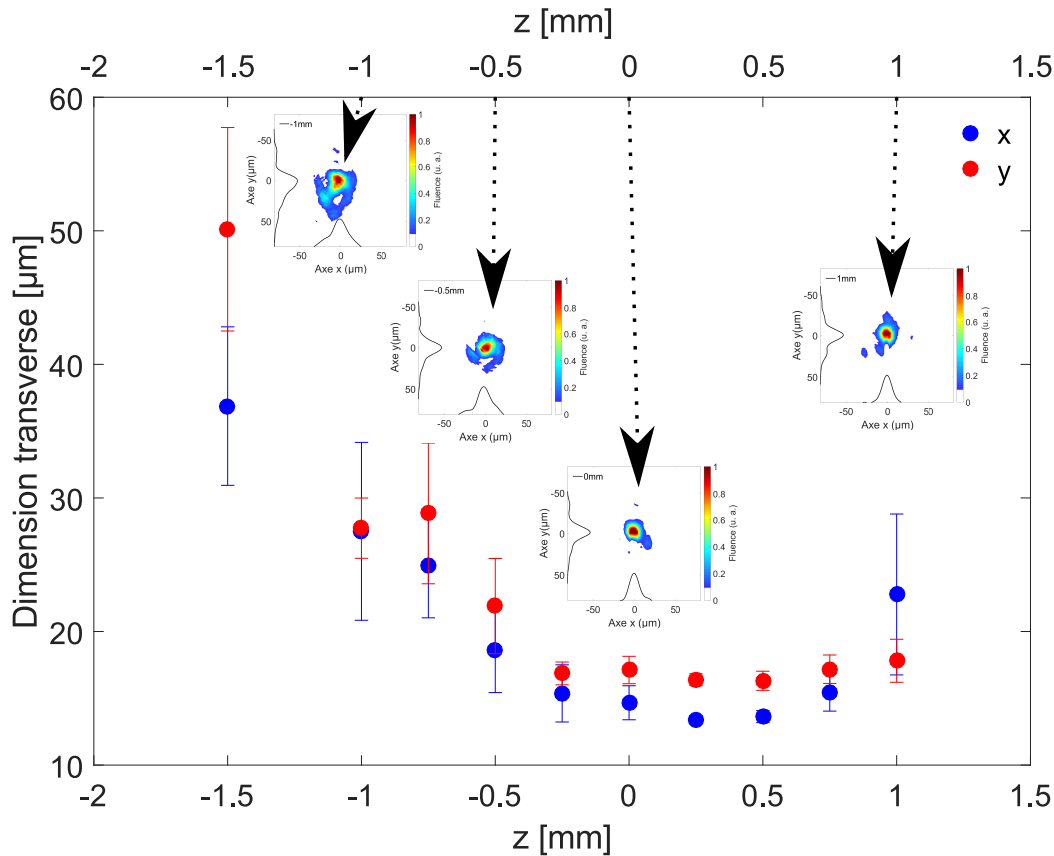 z [mm]
-2 -1.5 -1 -0.5 0 0.5 1 1.5
60
50
40
30
20
10
Dimension transverse [µm]
x
y
-1mm
-50
0
50
Axe y(µm)
-50 0 50
Axe x (µm)
1
0.8
0.6
0.4
0.2
0
Fluence (u. a.)
-0.5mm
-50
0
50
Axe y(µm)
-50 0 50
Axe x (µm)
1
0.8
0.6
0.4
0.2
0
Fluence (u. a.)
1mm
-50
0
50
Axe y(µm)
-50 0 50
Axe x (µm)
1
0.8
0.6
0.4
0.2
0
Fluence (u. a.)
0mm
-50
0
50
Axe y(µm)
-50 0 50
Axe x (µm)
1
0.8
0.6
0.4
0.2
0
Fluence (u. a.)
-2 -1.5 -1 -0.5 0 0.5 1 1.5
z [mm]